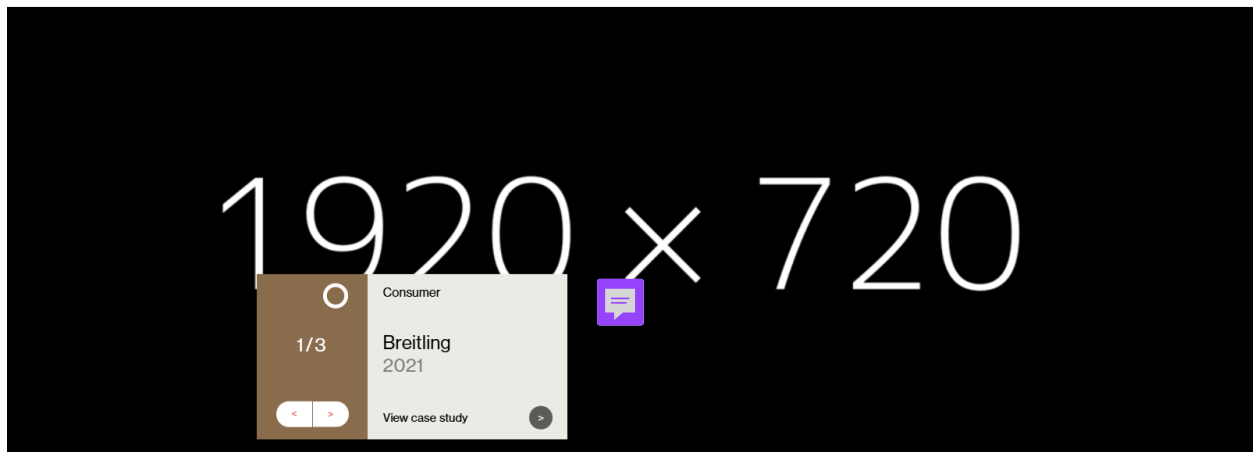 1920 × 720
Consumer
1/3
Breitling
2021
< >
View case study >